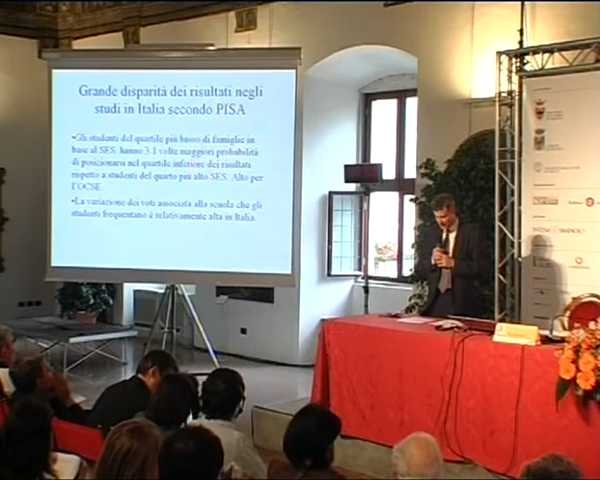 Grande disparità dei risultati negli
studi in Italia secondo PISA
•Gli studenti del quartile più basso di famiglie in
base al SES hanno 3.1 volte maggiori probabilità
di posizionarsi nel quartile inferiore dei risultati
rispetto a studenti del quarto più alto SES. Alto per
l'OCSE.
•La variazione dei voti associata alla scuola che gli
studenti frequentano è relativamente alta in Italia.